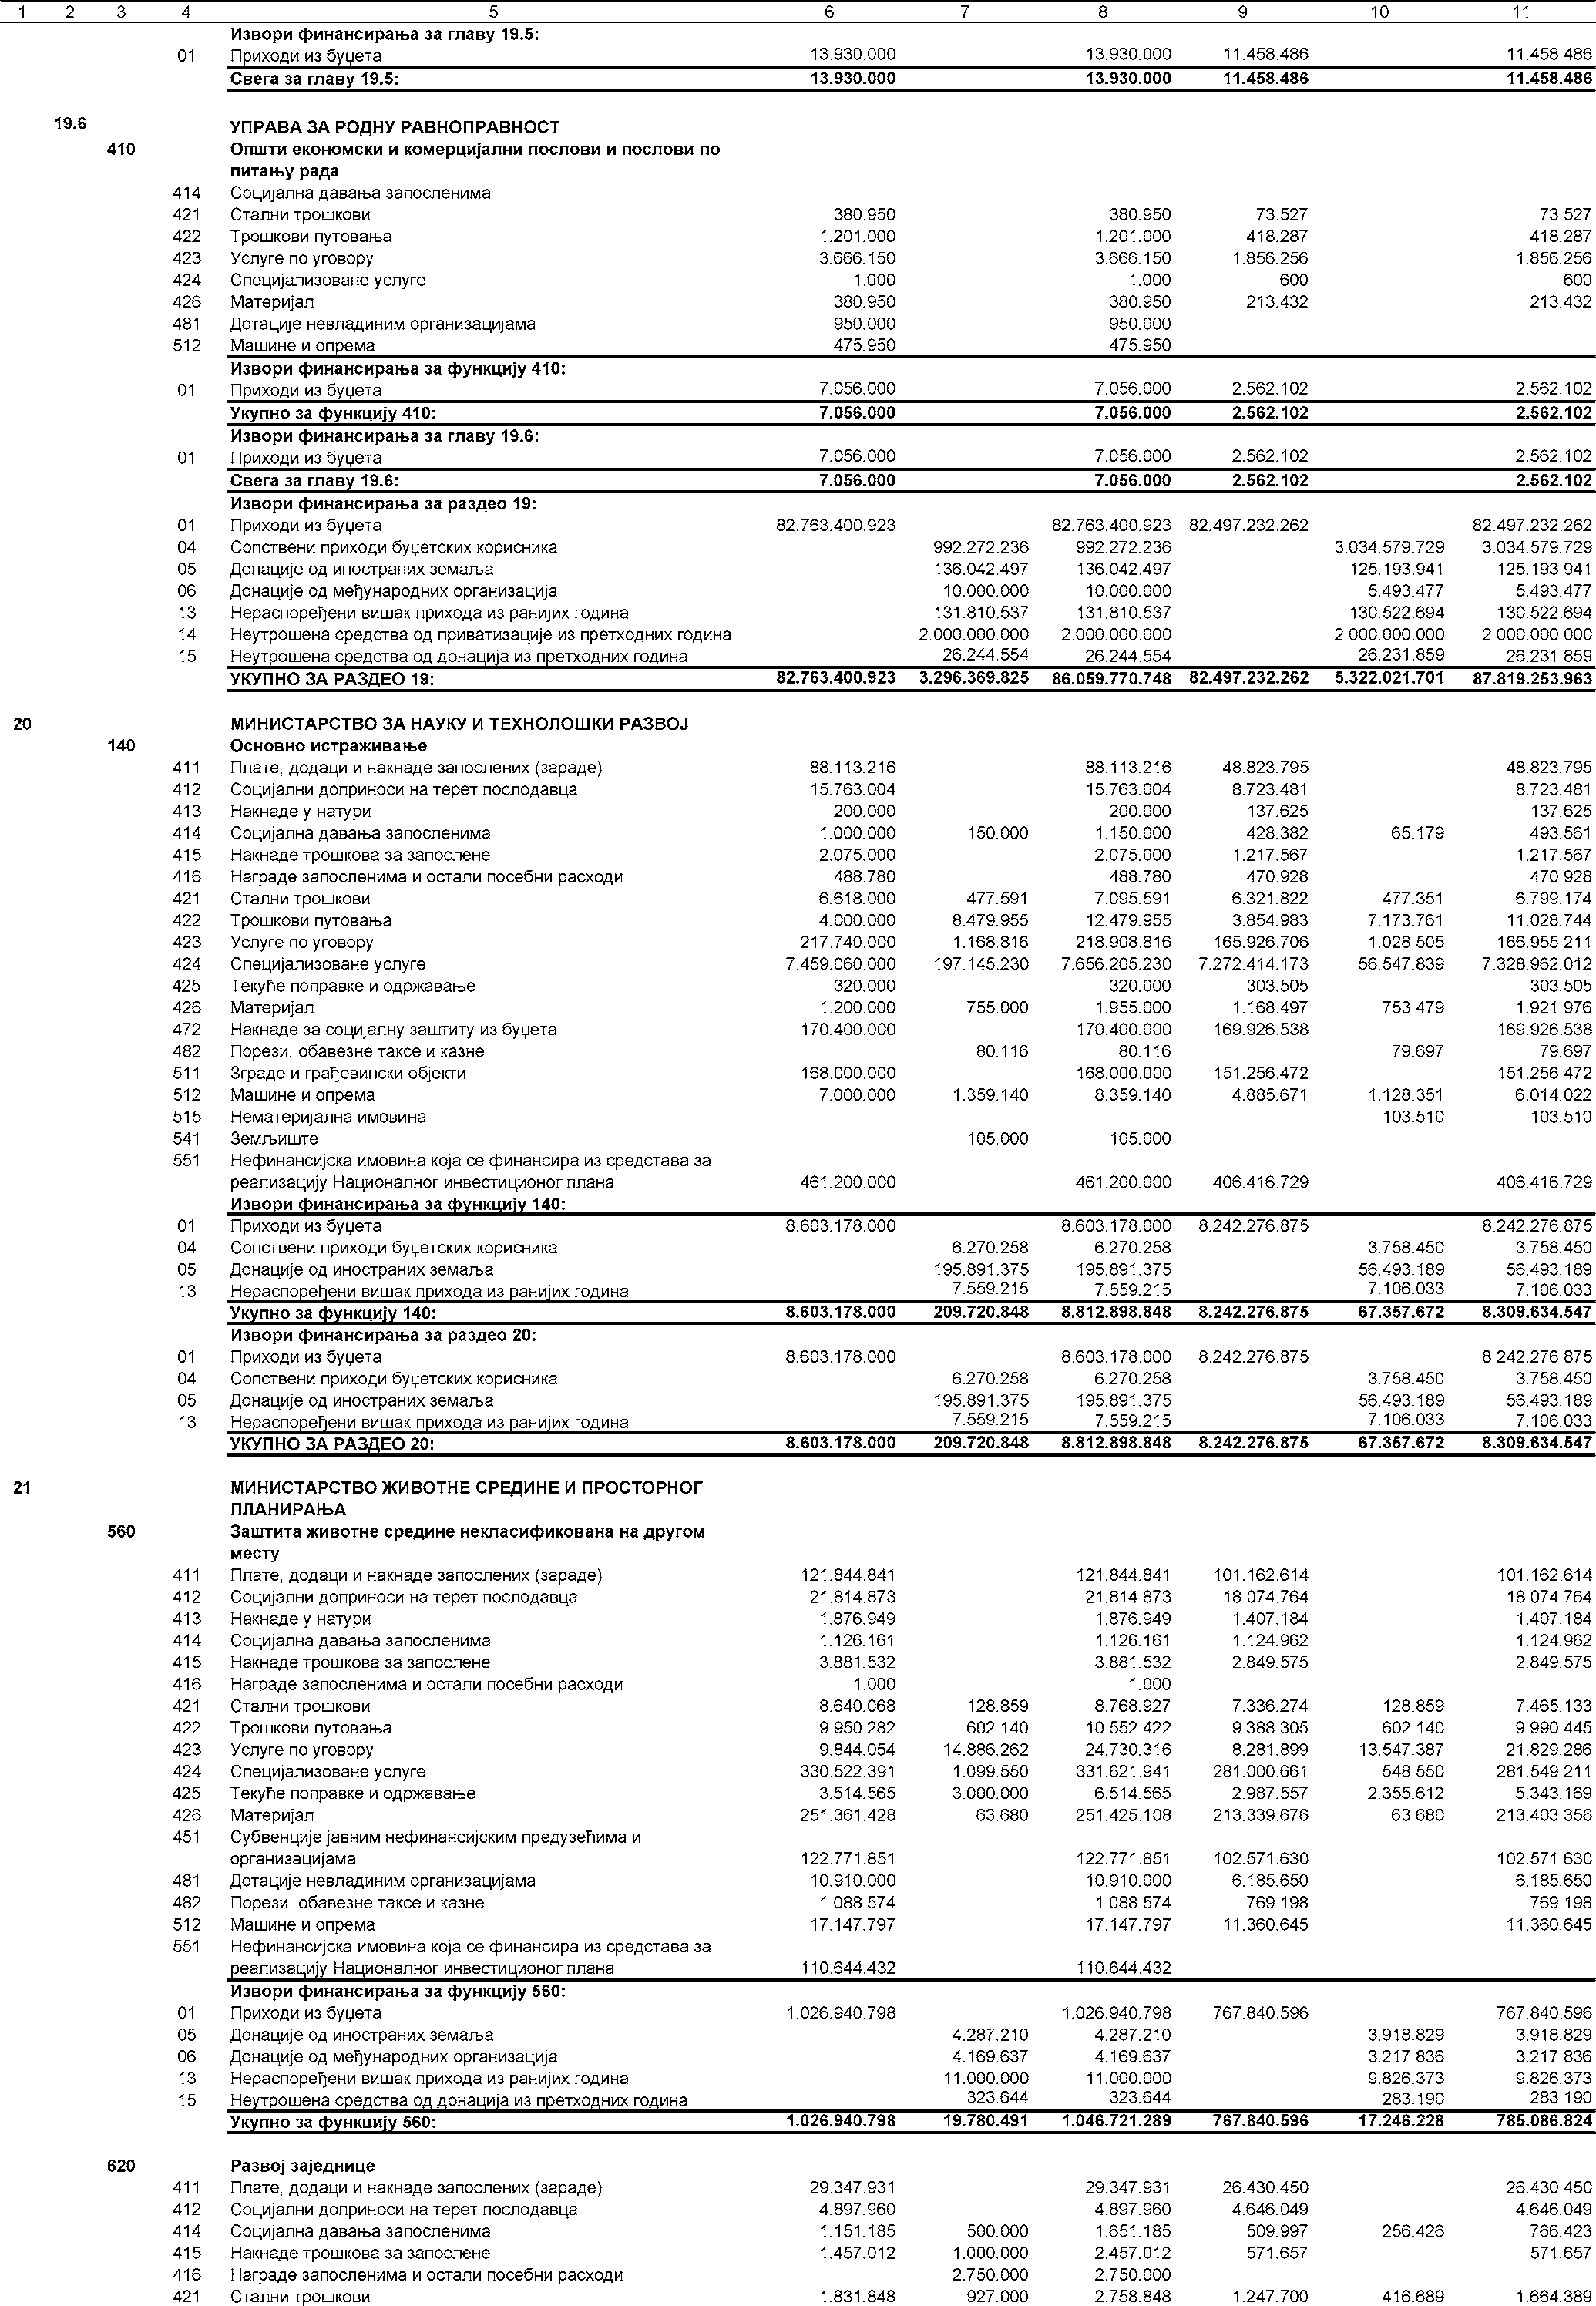 1 2 3 4 5 6 7 8 9 10 11
Извори финансирања за главу 19.5:
01 Приходи из буџета 13.930.000 13.930.000 11.458.486 11.458.486
Свега за главу 19.5: 13.930.000 13.930.000 11.458.486 11.458.486
19.6 УПРАВА ЗА РОДНУ РАВНОПРАВНОСТ
410 Општи економски и комерцијални послови и послови по
питању рада
414 Социјална давања запосленима
421 Стални трошкови 380.950 380.950 73.527 73.527
422 Трошкови путовања 1.201.000 1.201.000 418.287 418.287
423 Услуге по уговору 3.666.150 3.666.150 1.856.256 1.856.256
424 Специјализоване услуге 1.000 1.000 600 600
426 Материјал 380.950 380.950 213.432 213.432
481 Дотације невладиним организацијама 950.000 950.000
512 Машине и опрема 475.950 475.950
Извори финансирања за функцију 410:
01 Приходи из буџета 7.056.000 7.056.000 2.562.102 2.562.102
Укупно за функцију 410: 7.056.000 7.056.000 2.562.102 2.562.102
Извори финансирања за главу 19.6:
01 Приходи из буџета 7.056.000 7.056.000 2.562.102 2.562.102
Свега за главу 19.6: 7.056.000 7.056.000 2.562.102 2.562.102
Извори финансирања за раздео 19:
01 Приходи из буџета 82.763.400.923 82.763.400.923 82.497.232.262 82.497.232.262
04 Сопствени приходи буџетских корисника 992.272.236 992.272.236 3.034.579.729 3.034.579.729
05 Донације од иностраних земаља 136.042.497 136.042.497 125.193.941 125.193.941
06 Донације од међународних организација 10.000.000 10.000.000 5.493.477 5.493.477
13 Нераспоређени вишак прихода из ранијих година 131.810.537 131.810.537 130.522.694 130.522.694
14 Неутрошена средства од приватизације из претходних година 2.000.000.000 2.000.000.000 2.000.000.000 2.000.000.000
15 Неутрошена средства од донација из претходних година 26.244.554 26.244.554 26.231.859 26.231.859
УКУПНО ЗА РАЗДЕО 19: 82.763.400.923 3.296.369.825 86.059.770.748 82.497.232.262 5.322.021.701 87.819.253.963
20 МИНИСТАРСТВО ЗА НАУКУ И ТЕХНОЛОШКИ РАЗВОЈ
140 Основно истраживање
411 Плате, додаци и накнаде запослених (зараде) 88.113.216 88.113.216 48.823.795 48.823.795
412 Социјални доприноси на терет послодавца 15.763.004 15.763.004 8.723.481 8.723.481
413 Накнаде у натури 200.000 200.000 137.625 137.625
414 Социјална давања запосленима 1.000.000 150.000 1.150.000 428.382 65.179 493.561
415 Накнаде трошкова за запослене 2.075.000 2.075.000 1.217.567 1.217.567
416 Награде запосленима и остали посебни расходи 488.780 488.780 470.928 470.928
421 Стални трошкови 6.618.000 477.591 7.095.591 6.321.822 477.351 6.799.174
422 Трошкови путовања 4.000.000 8.479.955 12.479.955 3.854.983 7.173.761 11.028.744
423 Услуге по уговору 217.740.000 1.168.816 218.908.816 165.926.706 1.028.505 166.955.211
424 Специјализоване услуге 7.459.060.000 197.145.230 7.656.205.230 7.272.414.173 56.547.839 7.328.962.012
425 Текуће поправке и одржавање 320.000 320.000 303.505 303.505
426 Материјал 1.200.000 755.000 1.955.000 1.168.497 753.479 1.921.976
472 Накнаде за социјалну заштиту из буџета 170.400.000 170.400.000 169.926.538 169.926.538
482 Порези, обавезне таксе и казне 80.116 80.116 79.697 79.697
511 Зграде и грађевински објекти 168.000.000 168.000.000 151.256.472 151.256.472
512 Машине и опрема 7.000.000 1.359.140 8.359.140 4.885.671 1.128.351 6.014.022
515 Нематеријална имовина 103.510 103.510
541 Земљиште 105.000 105.000
551 Нефинансијска имовина која се финансира из средстава за
реализацију Националног инвестиционог плана 461.200.000 461.200.000 406.416.729 406.416.729
Извори финансирања за функцију 140:
01 Приходи из буџета 8.603.178.000 8.603.178.000 8.242.276.875 8.242.276.875
04 Сопствени приходи буџетских корисника 6.270.258 6.270.258 3.758.450 3.758.450
05 Донације од иностраних земаља 195.891.375 195.891.375 56.493.189 56.493.189
13 Нераспоређени вишак прихода из ранијих година 7.559.215 7.559.215 7.106.033 7.106.033
Укупно за функцију 140: 8.603.178.000 209.720.848 8.812.898.848 8.242.276.875 67.357.672 8.309.634.547
Извори финансирања за раздео 20:
01 Приходи из буџета 8.603.178.000 8.603.178.000 8.242.276.875 8.242.276.875
04 Сопствени приходи буџетских корисника 6.270.258 6.270.258 3.758.450 3.758.450
05 Донације од иностраних земаља 195.891.375 195.891.375 56.493.189 56.493.189
13 Нераспоређени вишак прихода из ранијих година 7.559.215 7.559.215 7.106.033 7.106.033
УКУПНО ЗА РАЗДЕО 20: 8.603.178.000 209.720.848 8.812.898.848 8.242.276.875 67.357.672 8.309.634.547
21 МИНИСТАРСТВО ЖИВОТНЕ СРЕДИНЕ И ПРОСТОРНОГ
ПЛАНИРАЊА
560 Заштита животне средине некласификована на другом
месту
411 Плате, додаци и накнаде запослених (зараде) 121.844.841 121.844.841 101.162.614 101.162.614
412 Социјални доприноси на терет послодавца 21.814.873 21.814.873 18.074.764 18.074.764
413 Накнаде у натури 1.876.949 1.876.949 1.407.184 1.407.184
414 Социјална давања запосленима 1.126.161 1.126.161 1.124.962 1.124.962
415 Накнаде трошкова за запослене 3.881.532 3.881.532 2.849.575 2.849.575
416 Награде запосленима и остали посебни расходи 1.000 1.000
421 Стални трошкови 8.640.068 128.859 8.768.927 7.336.274 128.859 7.465.133
422 Трошкови путовања 9.950.282 602.140 10.552.422 9.388.305 602.140 9.990.445
423 Услуге по уговору 9.844.054 14.886.262 24.730.316 8.281.899 13.547.387 21.829.286
424 Специјализоване услуге 330.522.391 1.099.550 331.621.941 281.000.661 548.550 281.549.211
425 Текуће поправке и одржавање 3.514.565 3.000.000 6.514.565 2.987.557 2.355.612 5.343.169
426 Материјал 251.361.428 63.680 251.425.108 213.339.676 63.680 213.403.356
451 Субвенције јавним нефинансијским предузећима и
организацијама 122.771.851 122.771.851 102.571.630 102.571.630
481 Дотације невладиним организацијама 10.910.000 10.910.000 6.185.650 6.185.650
482 Порези, обавезне таксе и казне 1.088.574 1.088.574 769.198 769.198
512 Машине и опрема 17.147.797 17.147.797 11.360.645 11.360.645
551 Нефинансијска имовина која се финансира из средстава за
реализацију Националног инвестиционог плана 110.644.432 110.644.432
Извори финансирања за функцију 560:
01 Приходи из буџета 1.026.940.798 1.026.940.798 767.840.596 767.840.596
05 Донације од иностраних земаља 4.287.210 4.287.210 3.918.829 3.918.829
06 Донације од међународних организација 4.169.637 4.169.637 3.217.836 3.217.836
13 Нераспоређени вишак прихода из ранијих година 11.000.000 11.000.000 9.826.373 9.826.373
15 Неутрошена средства од донација из претходних година 323.644 323.644 283.190 283.190
Укупно за функцију 560: 1.026.940.798 19.780.491 1.046.721.289 767.840.596 17.246.228 785.086.824
620 Развој заједнице
411 Плате, додаци и накнаде запослених (зараде) 29.347.931 29.347.931 26.430.450 26.430.450
412 Социјални доприноси на терет послодавца 4.897.960 4.897.960 4.646.049 4.646.049
414 Социјална давања запосленима 1.151.185 500.000 1.651.185 509.997 256.426 766.423
415 Накнаде трошкова за запослене 1.457.012 1.000.000 2.457.012 571.657 571.657
416 Награде запосленима и остали посебни расходи 2.750.000 2.750.000
421 Стални трошкови 1.831.848 927.000 2.758.848 1.247.700 416.689 1.664.389